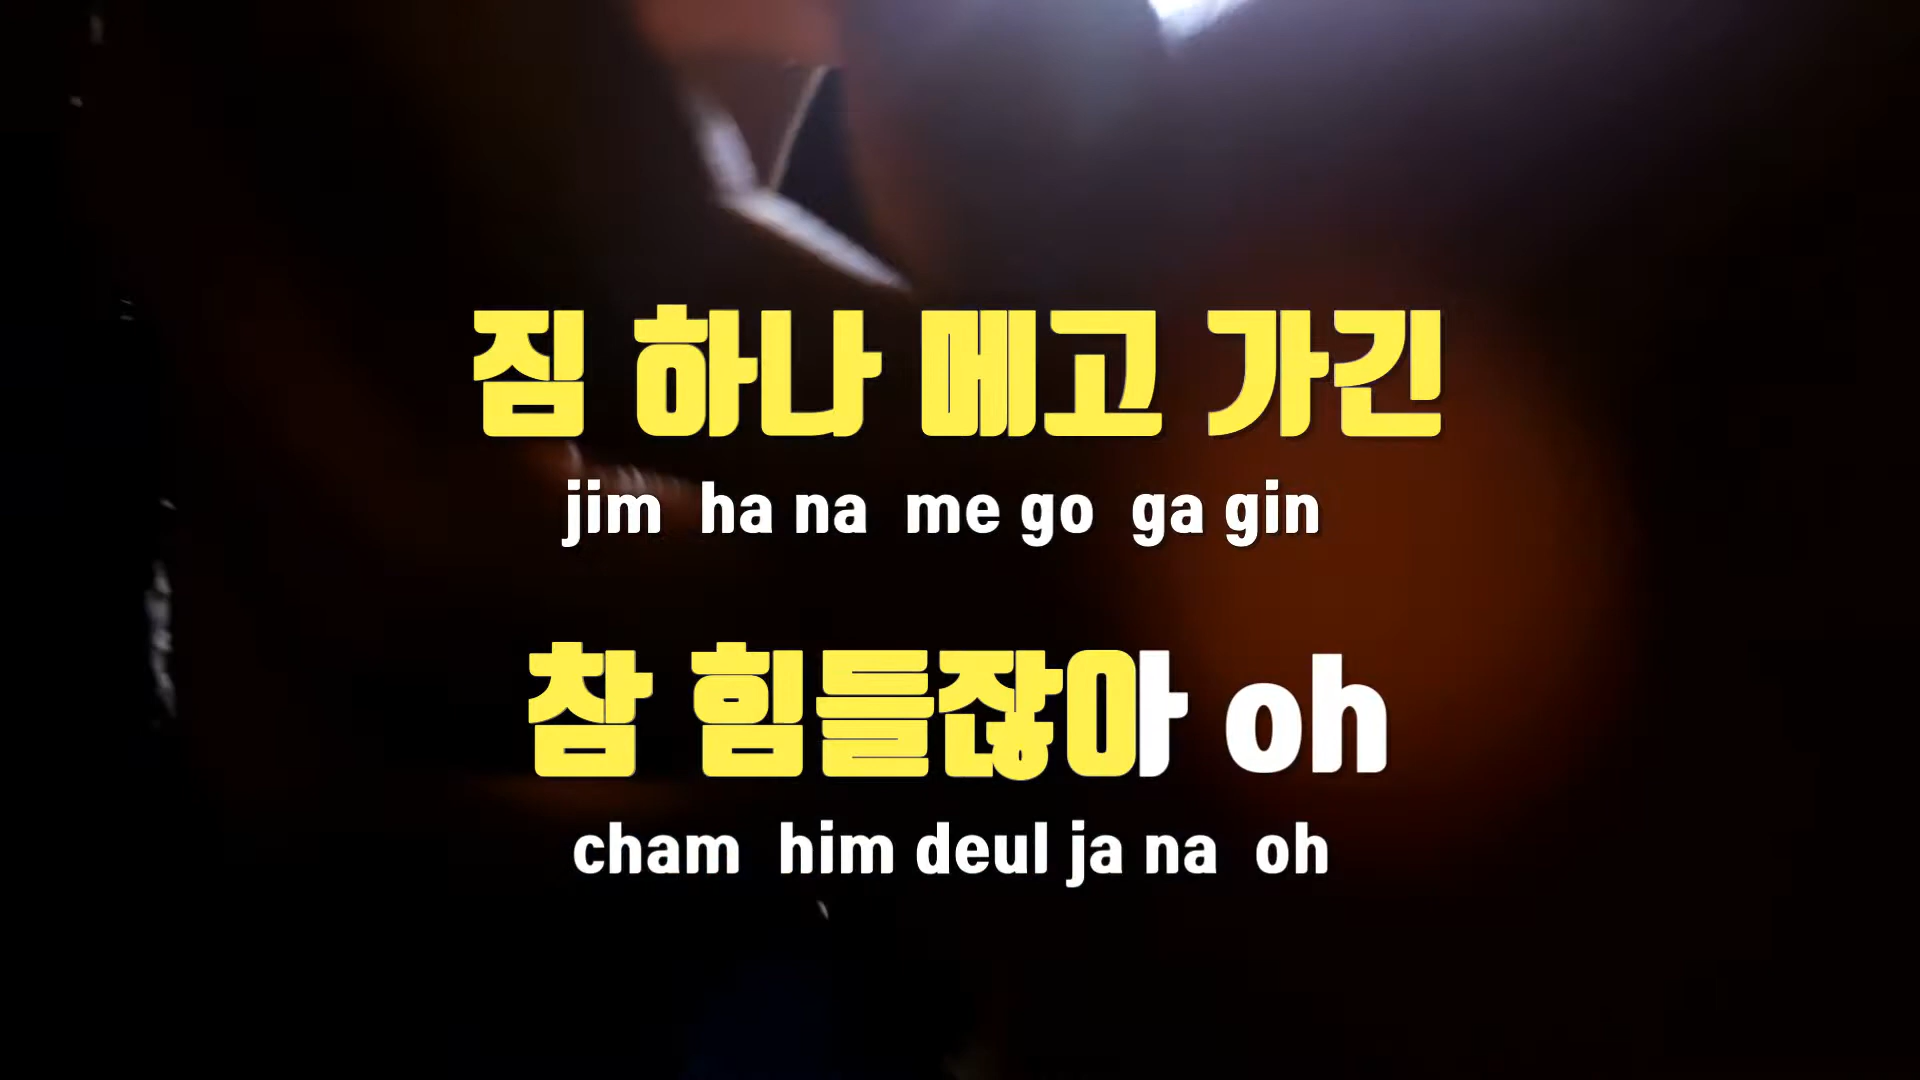 짐 하나 메고 가긴
jim ha na me go ga gin
참 힘들잖아 oh
cham him deul ja na oh